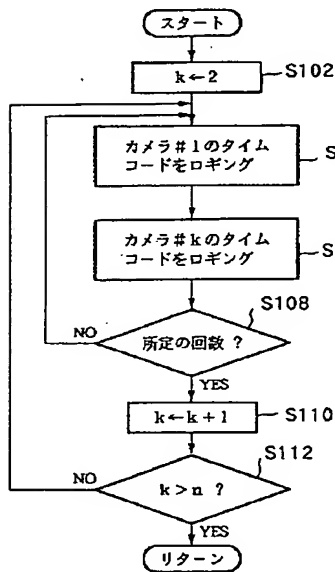 スタート
k←2
S102
カメラ#1のタイム
コードをロギング
S
カメラ#kのタイム
コードをロギング
S
S108
NO
所定の回数 ?
YES
k←k+1
S110
S112
NO
k>n ?
YES
リターン